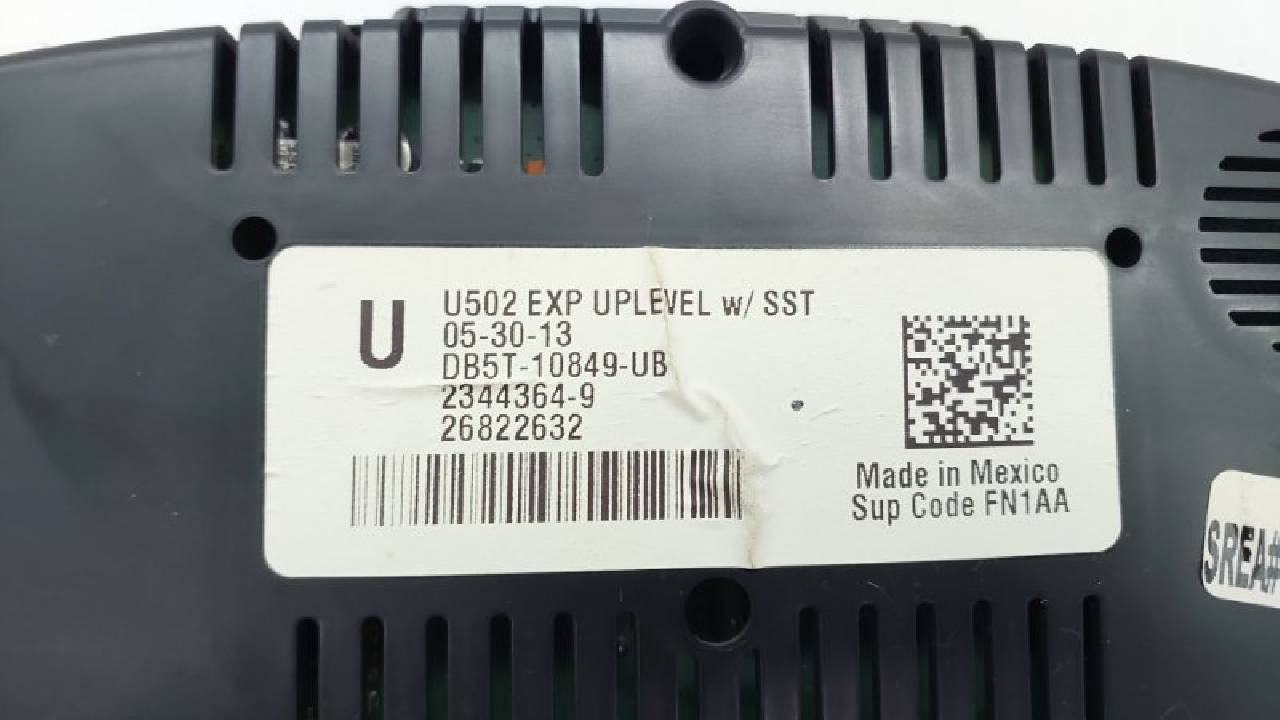 U
U502 EXP UPLEVEL w/ SST
05-30-13
DB5T-10849-UB
2344364-9
26822632
Made in Mexico
Sup Code FN1AA
SREA#